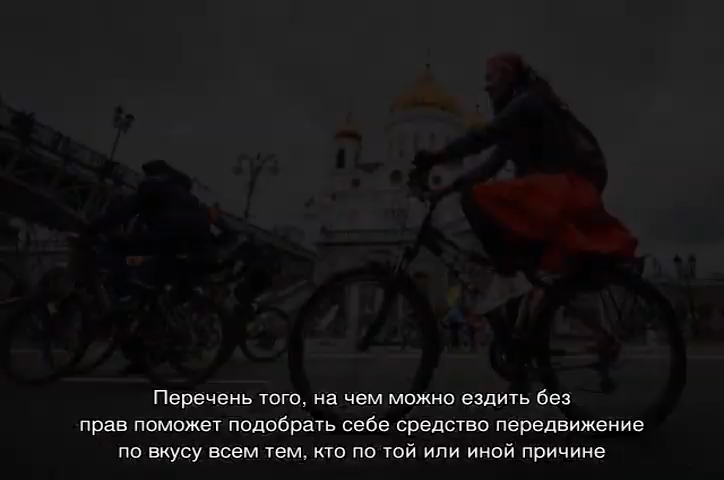 Перечень того, на чем можно ездить без
прав поможет подобрать себе средство передвижение
по вкусу всем тем, кто по той или иной причине